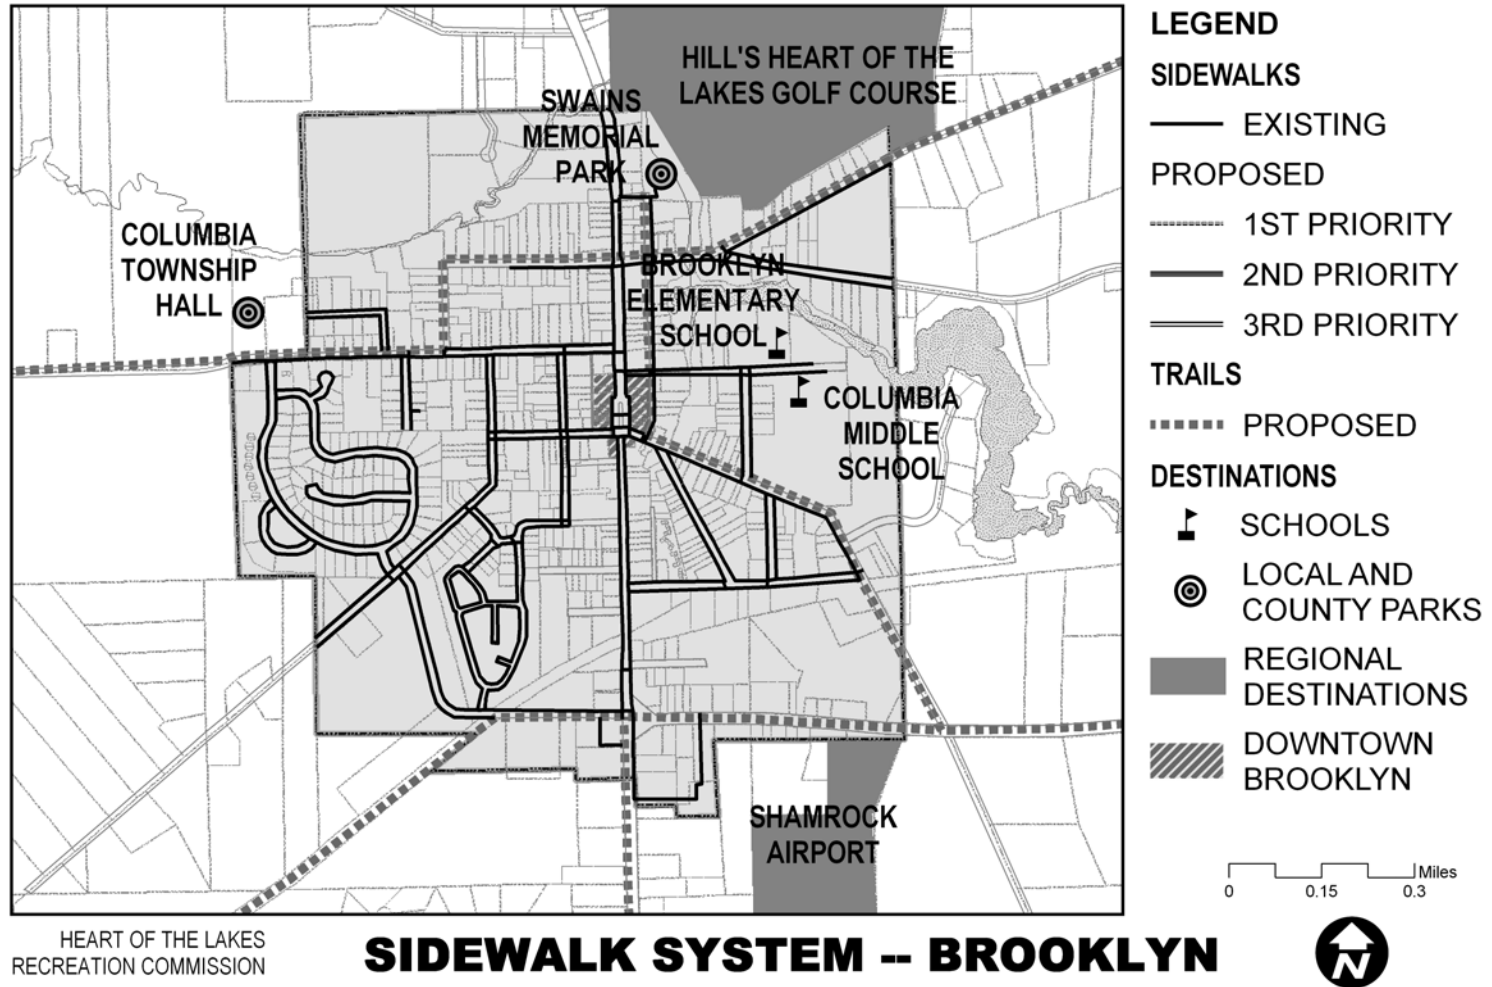 HILL'S HEART OF THE
LAKES GOLF COURSE
SWAINS
MEMORIAL
PARK
COLUMBIA
TOWNSHIP
HALL
BROOKLYN
ELEMENTARY
SCHOOL
COLUMBIA
MIDDLE
SCHOOL
SHAMROCK
AIRPORT
LEGEND
SIDEWALKS
EXISTING
PROPOSED
1ST PRIORITY
2ND PRIORITY
3RD PRIORITY
TRAILS
PROPOSED
DESTINATIONS
SCHOOLS
LOCAL AND
COUNTY PARKS
REGIONAL
DESTINATIONS
DOWNTOWN
BROOKLYN
Miles
0 0.15 0.3
HEART OF THE LAKES
RECREATION COMMISSION
SIDEWALK SYSTEM -- BROOKLYN
N